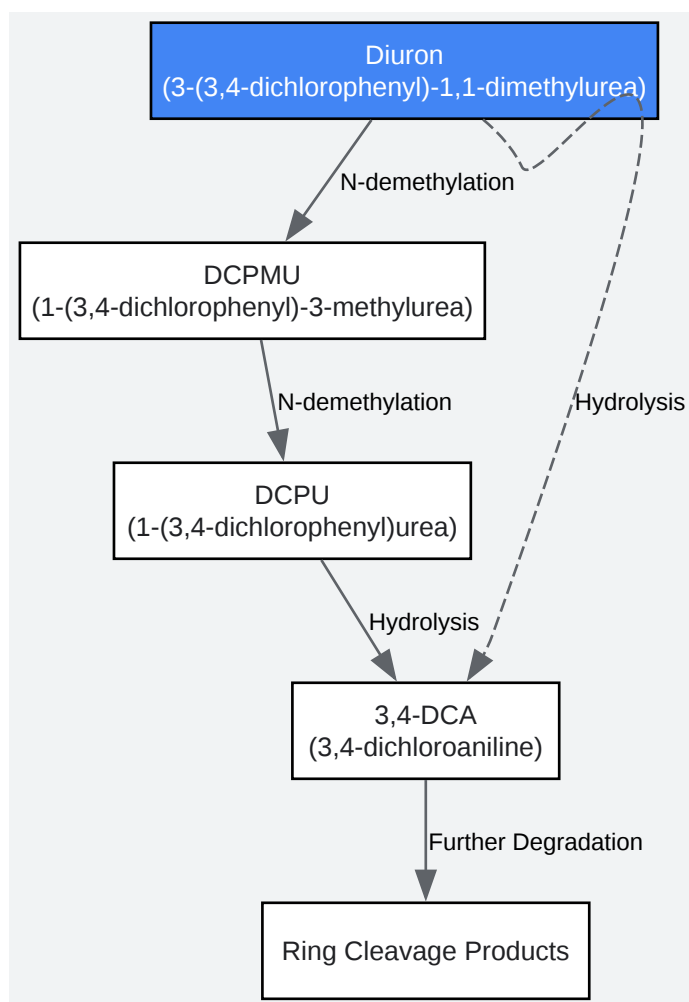 Diuron
(3-(3,4-dichlorophenyl)-1,1-dimethylurea)
N-demethylation
DCPMU
(1-(3,4-dichlorophenyl)-3-methylurea)
N-demethylation
Hydrolysis
DCPU
(1-(3,4-dichlorophenyl)urea)
Hydrolysis
3,4-DCA
(3,4-dichloroaniline)
Further Degradation
Ring Cleavage Products